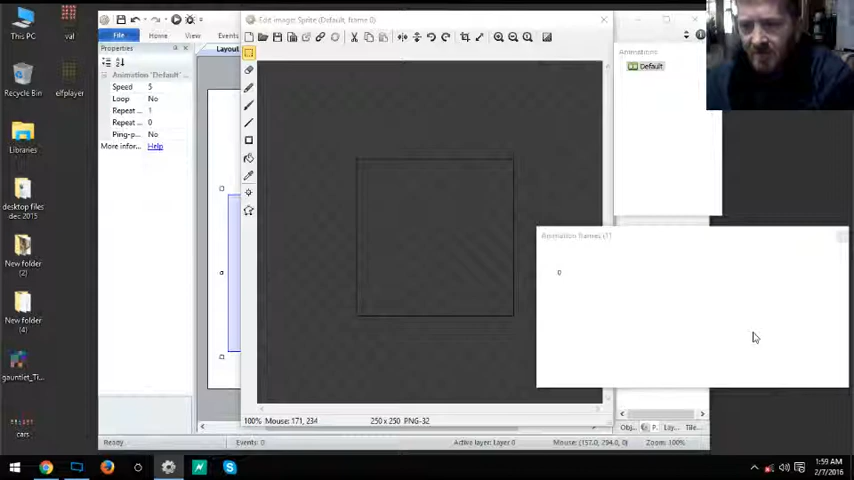 This PC
val
Recycle Bin
elfplayer
Libraries
desktop files
dec 2015
New folder
(2)
New folder
(4)
gauntlet_Ti...
cars
File
Home
View
Events
Properties
Animation 'Default'
Speed 5
Loop No
Repeat ... 1
Repeat ... 0
Ping-p... No
More infor... Help
Layout
Edit image: Sprite (Default, frame 0)
100% Mouse: 171, 234 250 x 250 PNG-32
Animations
Default
Animation frames (1)
0
Obj...
P...
Lay...
Tile...
Ready
Events: 0
Active layer: Layer 0
Mouse: (157.0, 294.0, 0)
Zoom: 100%
1:59 AM
2/7/2016